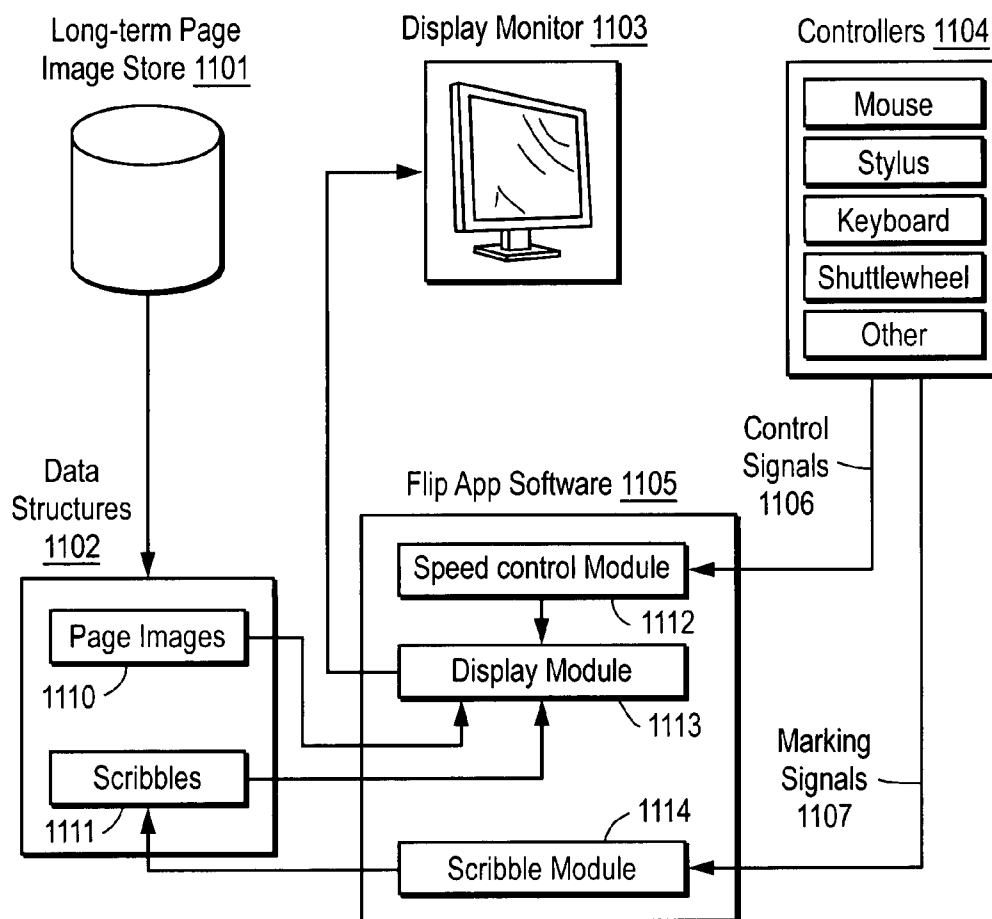 Long-term Page
Image Store 1101
Display Monitor 1103
Controllers 1104
Mouse
Stylus
Keyboard
Shuttlewheel
Other
Control
Signals
1106
Data
Structures
1102
Flip App Software 1105
Speed control Module
1112
Page Images
1110
Display Module
1113
Scribbles
1111
Marking
Signals
1107
1114
Scribble Module